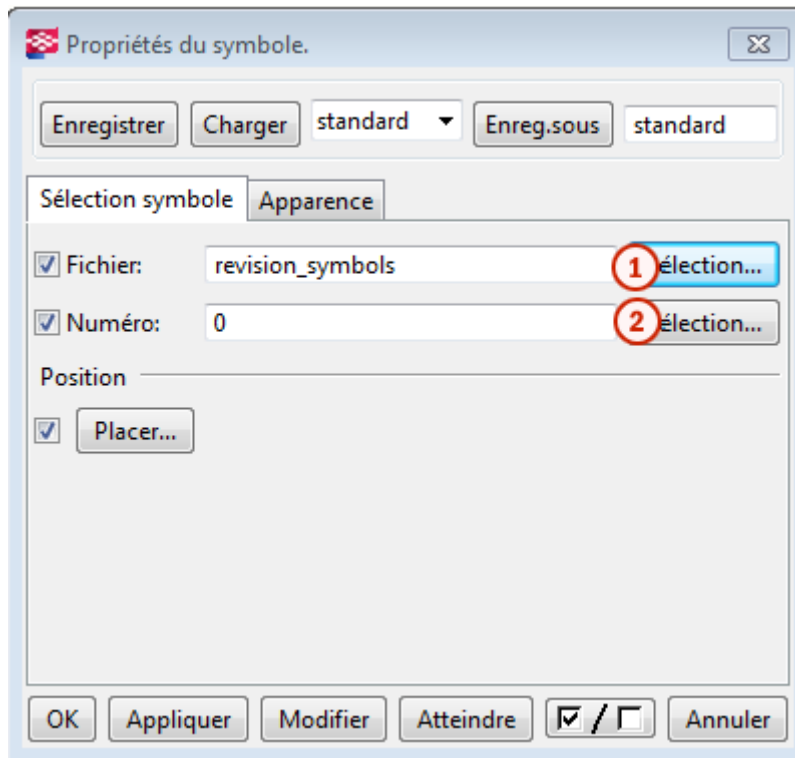 Propriétés du symbole.
Enregistrer Charger standard Enreg.sous standard
Sélection symbole Apparence
Fichier: revision_symbols 1 élection...
Numéro: 0 2 élection...
Position
Placer...
OK Appliquer Modifier Atteindre / Annuler